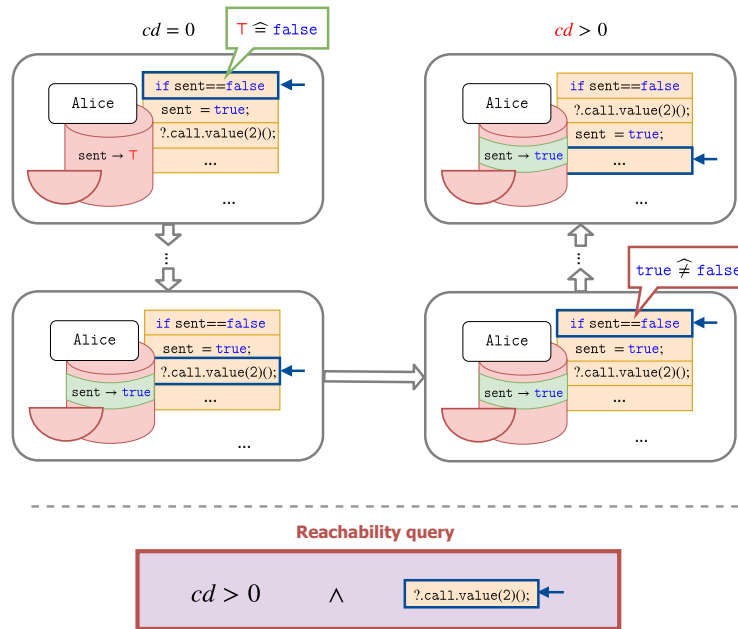 cd = 0
⊤ ≘ false
Alice
if sent==false
sent = true;
?.call.value(2)();
...
sent → ⊤
...
cd > 0
Alice
if sent==false
?.call.value(2)();
sent = true;
...
sent → true
...
...
...
Alice
if sent==false
sent = true;
?.call.value(2)();
...
sent → true
...
true ≠̂ false
Alice
if sent==false
sent = true;
?.call.value(2)();
...
sent → true
...
Reachability query
cd > 0 ∧ ?.call.value(2)();